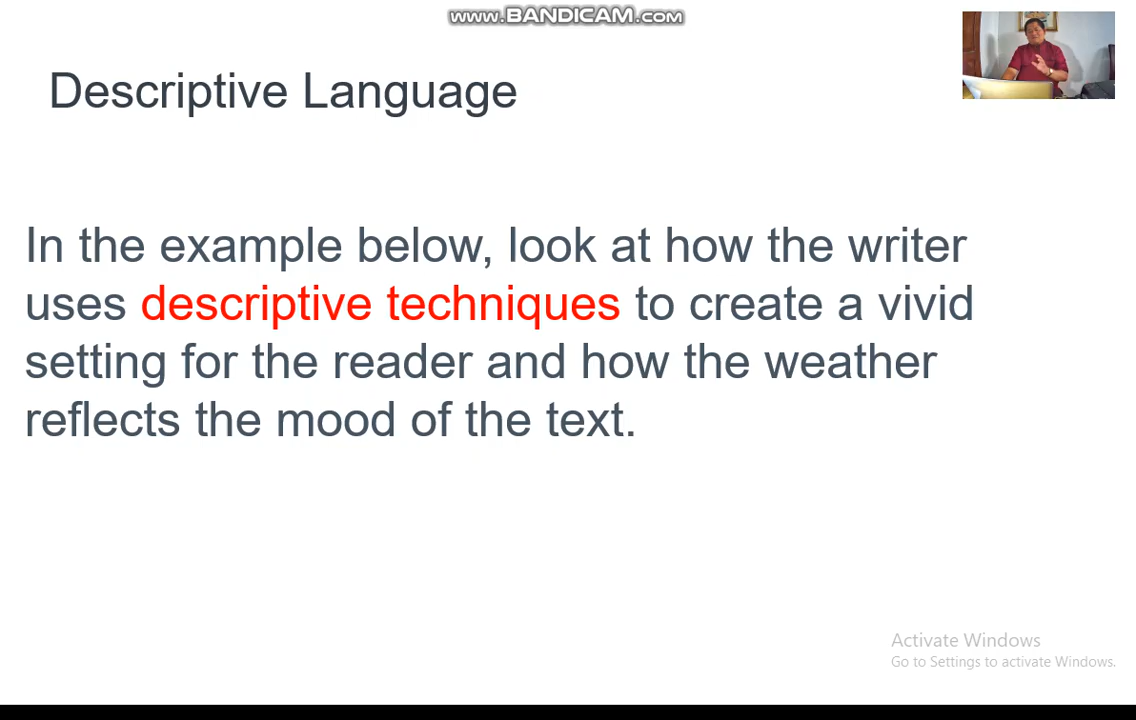 www.BANDICAM.com
Descriptive Language
In the example below, look at how the writer
uses descriptive techniques to create a vivid
setting for the reader and how the weather
reflects the mood of the text.
Activate Windows
Go to Settings to activate Windows.